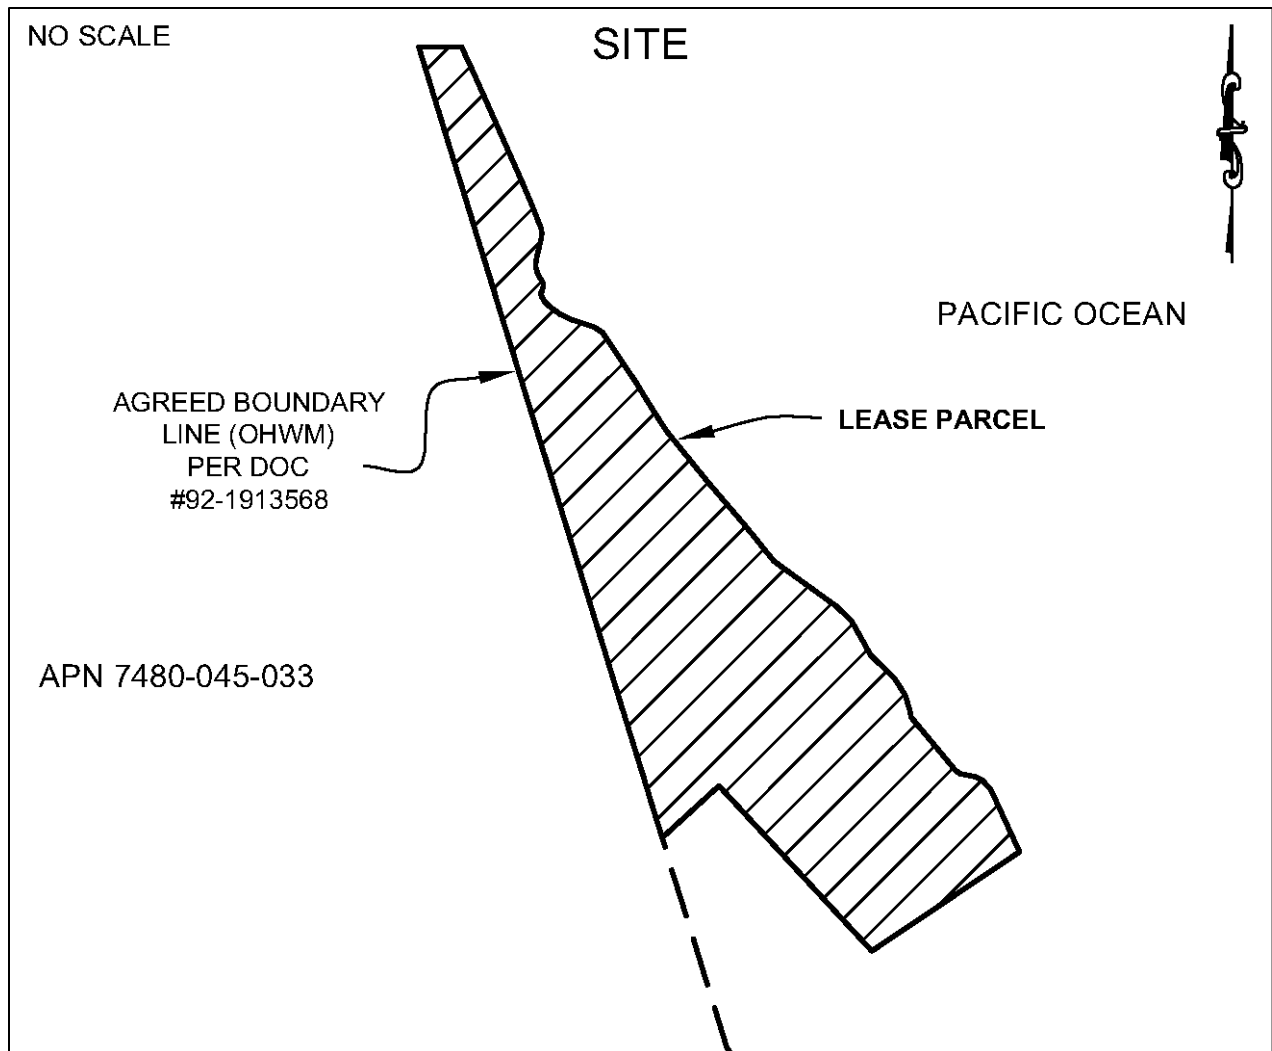 NO SCALE
SITE
PACIFIC OCEAN
AGREED BOUNDARY
LINE (OHWM)
PER DOC
#92-1913568
LEASE PARCEL
APN 7480-045-033